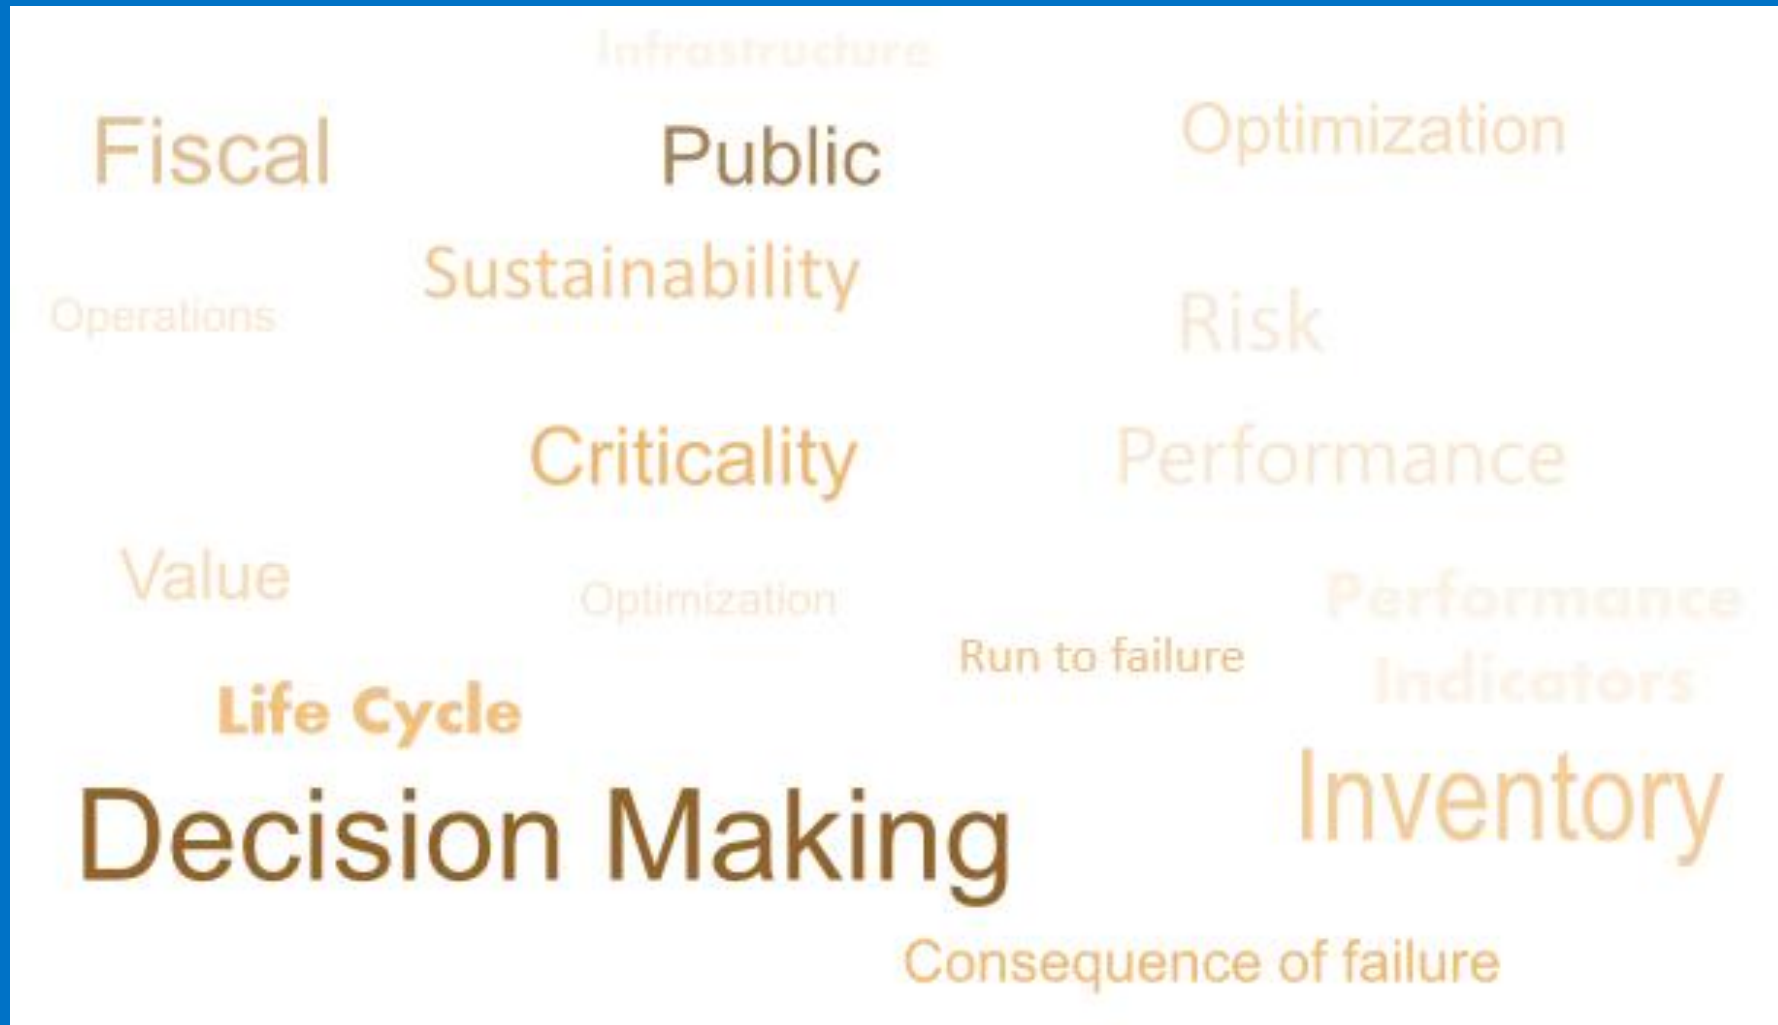 Infrastructure
Fiscal
Public
Optimization
Sustainability
Operations
Risk
Criticality
Performance
Value
Optimization
Performance
Indicators
Run to failure
Life Cycle
Decision Making
Inventory
Consequence of failure